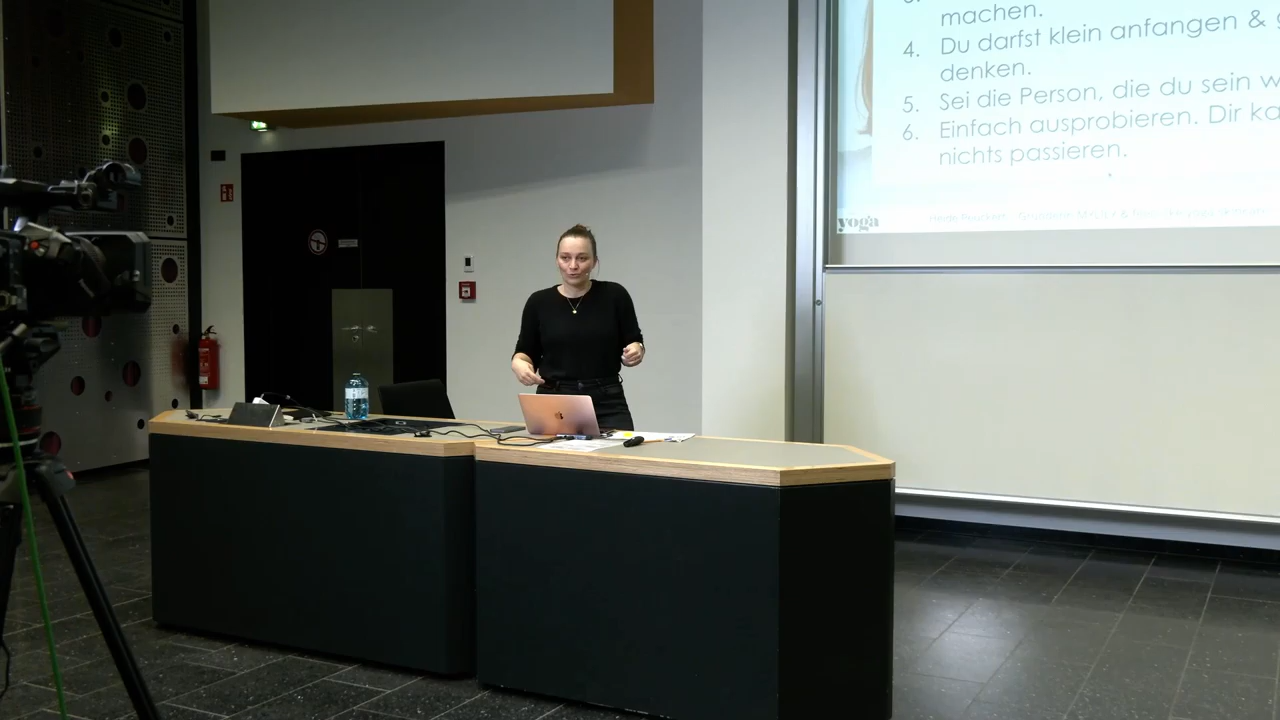 machen.
4. Du darfst klein anfangen &
denken.
5. Sei die Person, die du sein
6. Einfach ausprobieren. Dir
nichts passieren.
yoga